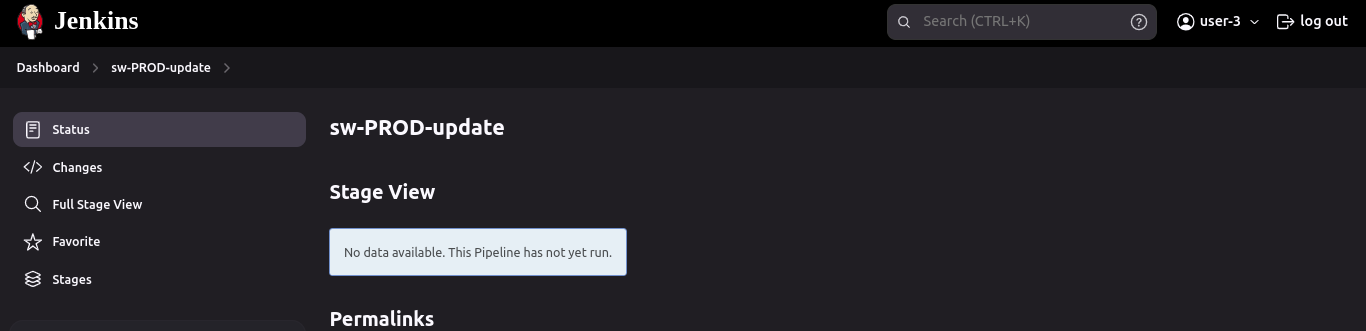 Jenkins
Search (CTRL+K)
user-3
log out
Dashboard
sw-PROD-update
Status
Changes
Full Stage View
Favorite
Stages
sw-PROD-update
Stage View
No data available. This Pipeline has not yet run.
Permalinks